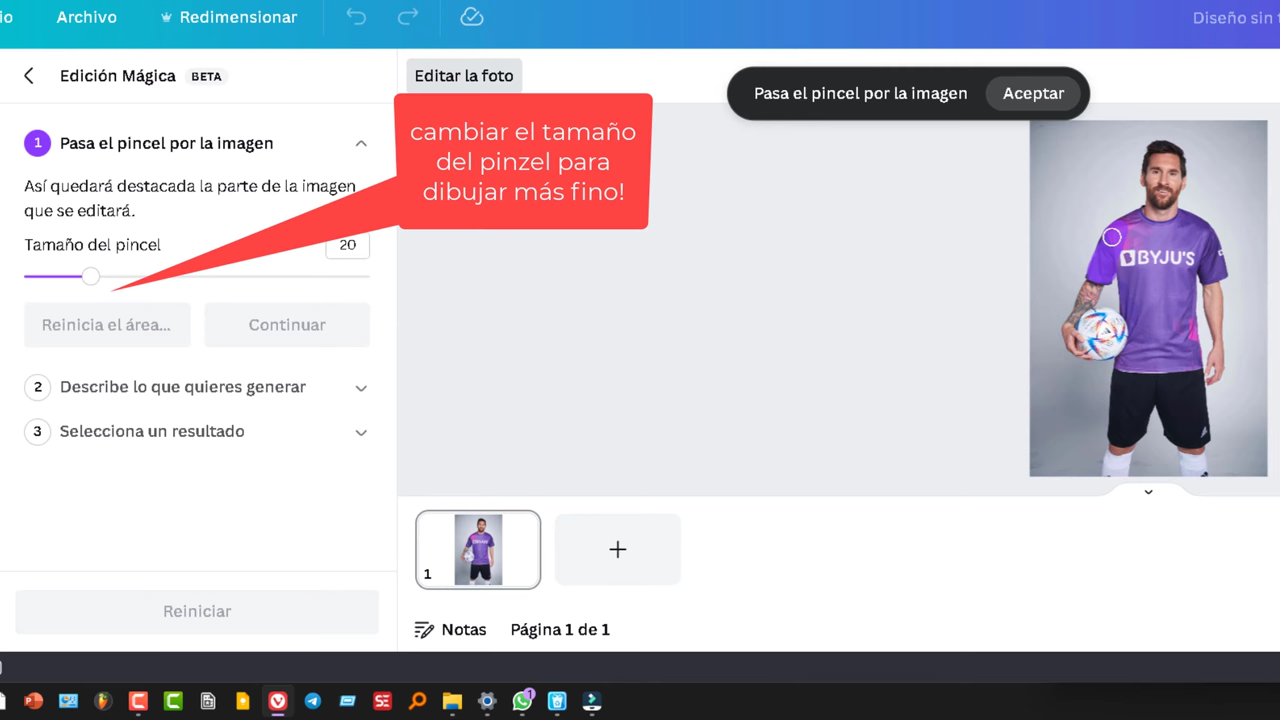 io
Archivo
Redimensionar
Diseño sin t
Edición Mágica
BETA
Editar la foto
Pasa el pincel por la imagen
Aceptar
1
Pasa el pincel por la imagen
cambiar el tamaño
del pinzel para
dibujar más fino!
Así quedará destacada la parte de la imagen
que se editará.
Tamaño del pincel
20
Reinicia el área...
Continuar
2
Describe lo que quieres generar
3
Selecciona un resultado
BYJU'S
1
Reiniciar
Notas
Página 1 de 1
SE
1